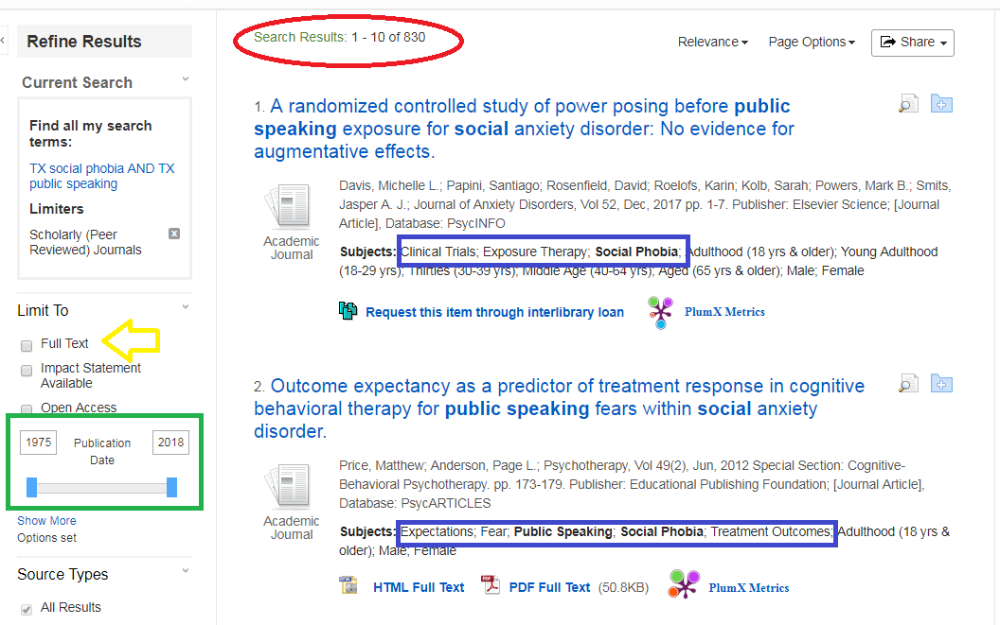 Refine Results
Current Search
Find all my search
terms:
TX social phobia AND TX
public speaking
Limiters
Scholarly (Peer
Reviewed) Journals
Limit To
Full Text
Impact Statement
Available
Open Access
1975 Publication 2018
Date
Show More
Options set
Source Types
All Results
Search Results: 1 - 10 of 830
Relevance Page Options Share
1. A randomized controlled study of power posing before public
speaking exposure for social anxiety disorder: No evidence for
augmentative effects.
Academic
Journal
Davis, Michelle L.; Papini, Santiago; Rosenfield, David; Roelofs, Karin; Kolb, Sarah; Powers, Mark B.; Smits,
Jasper A. J.; Journal of Anxiety Disorders, Vol 52, Dec, 2017 pp. 1-7. Publisher: Elsevier Science; [Journal
Article], Database: PsycINFO
Subjects: Clinical Trials; Exposure Therapy; Social Phobia; Adulthood (18 yrs & older); Young Adulthood
(18-29 yrs); Thirties (30-39 yrs); Middle Age (40-64 yrs); Aged (65 yrs & older); Male; Female
Request this item through interlibrary loan PlumX Metrics
2. Outcome expectancy as a predictor of treatment response in cognitive
behavioral therapy for public speaking fears within social anxiety
disorder.
Academic
Journal
Price, Matthew; Anderson, Page L.; Psychotherapy, Vol 49(2), Jun, 2012 Special Section: Cognitive-
Behavioral Psychotherapy. pp. 173-179. Publisher: Educational Publishing Foundation; [Journal Article],
Database: PsycARTICLES
Subjects: Expectations; Fear; Public Speaking; Social Phobia; Treatment Outcomes; Adulthood (18 yrs &
older); Male; Female
HTML Full Text PDF Full Text (50.8KB) PlumX Metrics